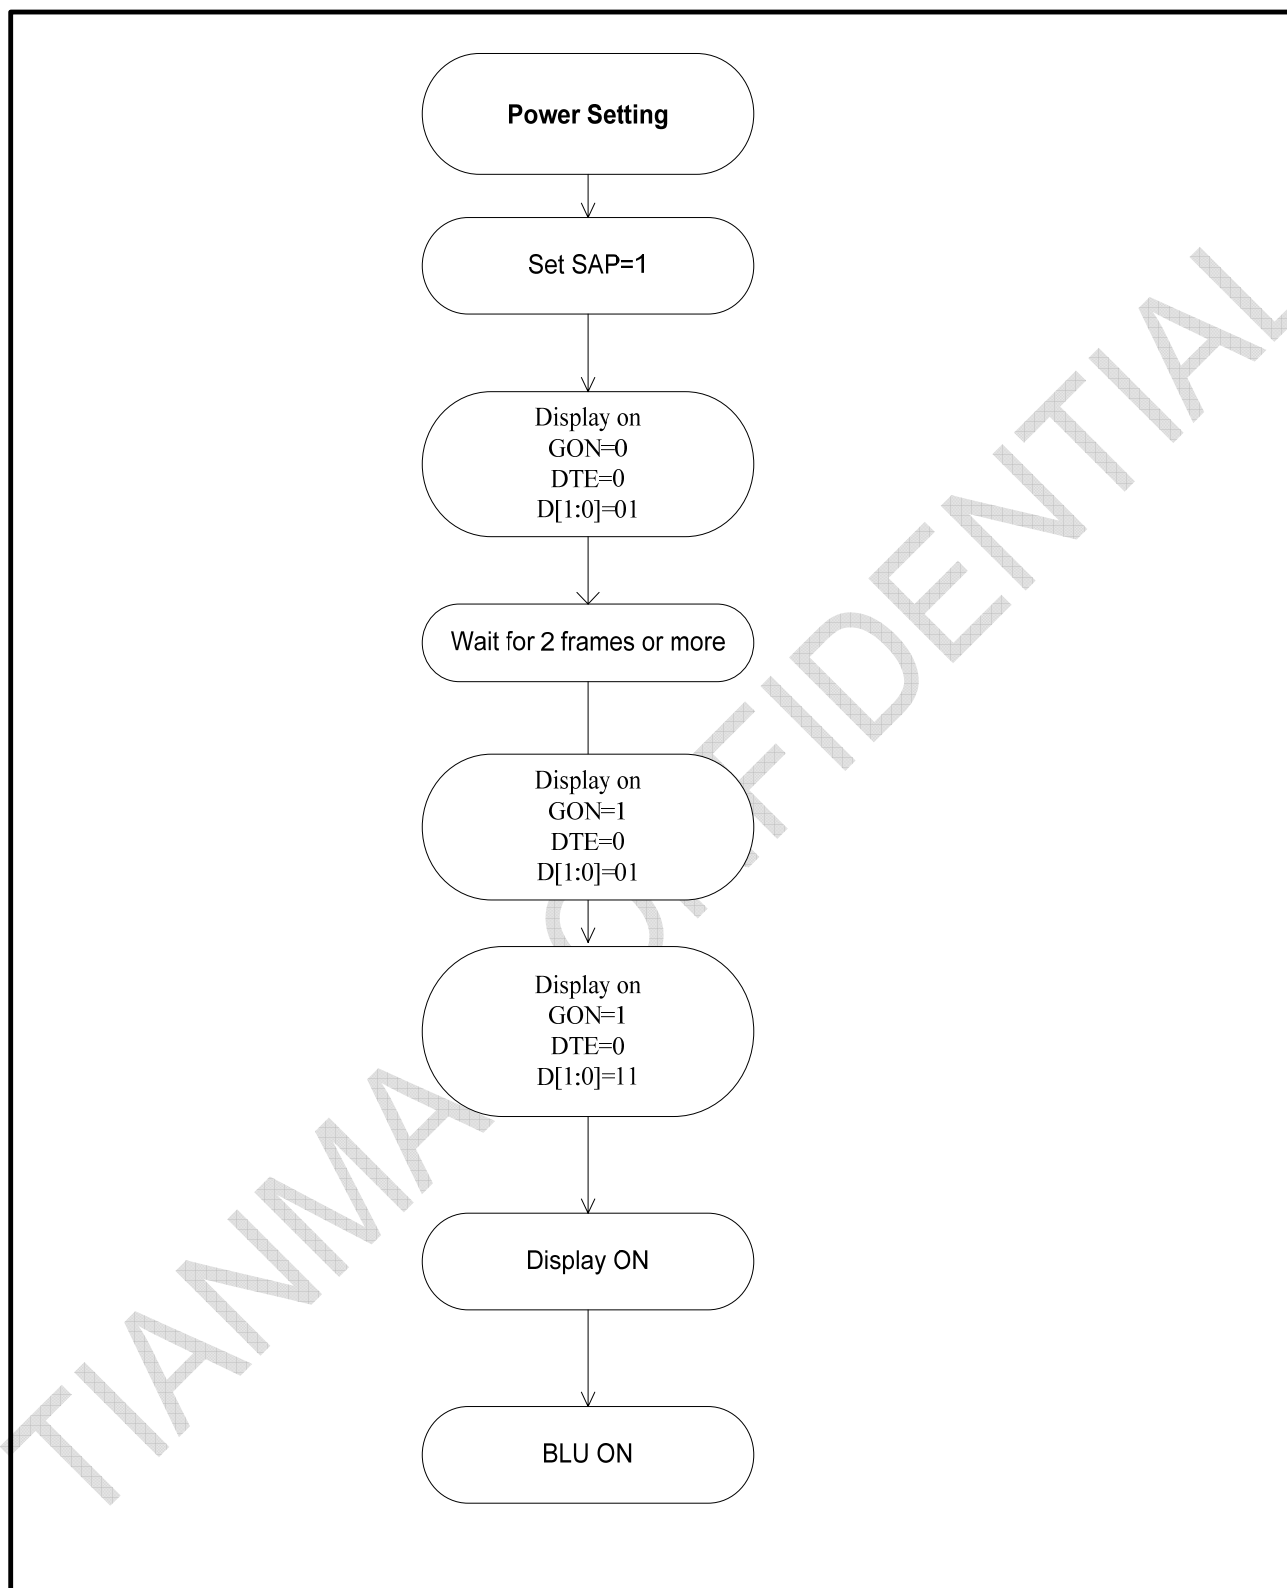 Power Setting
Set SAP=1
Display on
GON=0
DTE=0
D[1:0]=01
Wait for 2 frames or more
Display on
GON=1
DTE=0
D[1:0]=01
Display on
GON=1
DTE=0
D[1:0]=11
Display ON
BLU ON
TIANMA ONFIDENTIAL